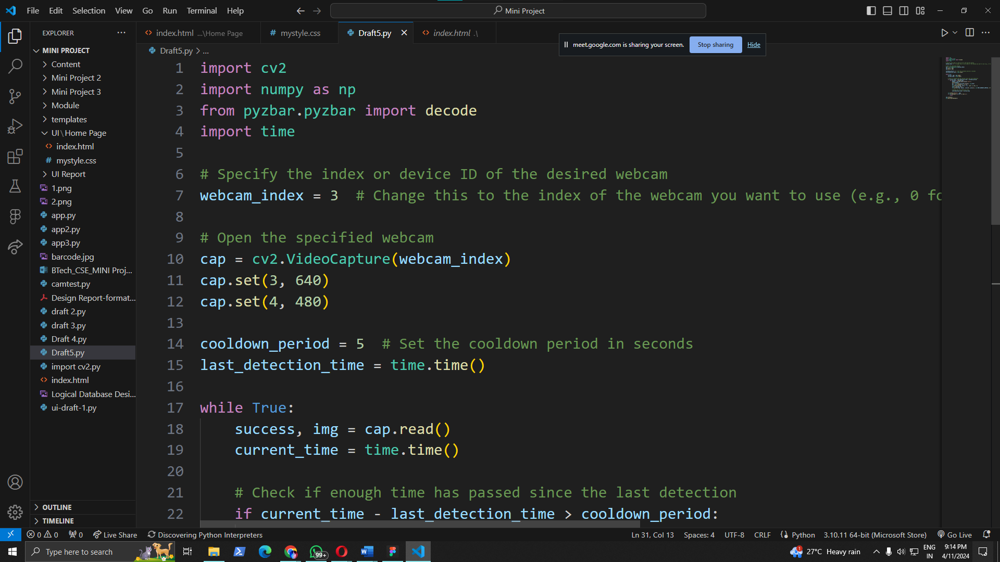 File Edit Selection View Go Run Terminal Help
Mini Project
EXPLORER
index.html ...\Home Page
mystyle.css
Draft5.py
index.html .\
meet.google.com is sharing your screen. Stop sharing Hide
MINI PROJECT
Content
Mini Project 2
Mini Project 3
Module
templates
UI\Home Page
index.html
mystyle.css
UI Report
1.png
2.png
app.py
app2.py
app3.py
barcode.jpg
BTech_CSE_MINI Proj...
camtest.py
Design Report-format...
draft 2.py
draft 3.py
Draft 4.py
Draft5.py
import cv2.py
index.html
Logical Database Desi...
ui-draft-1.py
OUTLINE
TIMELINE
Draft5.py > ...
1 import cv2
2 import numpy as np
3 from pyzbar.pyzbar import decode
4 import time
5
6 # Specify the index or device ID of the desired webcam
7 webcam_index = 3  # Change this to the index of the webcam you want to use (e.g., 0 fo
8
9 # Open the specified webcam
10 cap = cv2.VideoCapture(webcam_index)
11 cap.set(3, 640)
12 cap.set(4, 480)
13
14 cooldown_period = 5  # Set the cooldown period in seconds
15 last_detection_time = time.time()
16
17 while True:
18     success, img = cap.read()
19     current_time = time.time()
20
21     # Check if enough time has passed since the last detection
22     if current_time - last_detection_time > cooldown_period:
0 0 0 Live Share Discovering Python Interpreters
Ln 31, Col 13 Spaces: 4 UTF-8 CRLF Python 3.10.11 64-bit (Microsoft Store) Go Live
Type here to search
99+
1 27°C Heavy rain
ENG
IN
9:14 PM
4/11/2024